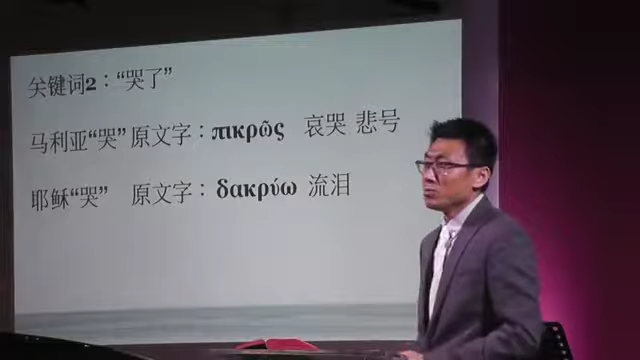 关键词2：“哭了”
马利亚“哭” 原文字：πικρῶς 哀哭 悲号
耶稣“哭” 原文字：δακρύω 流泪